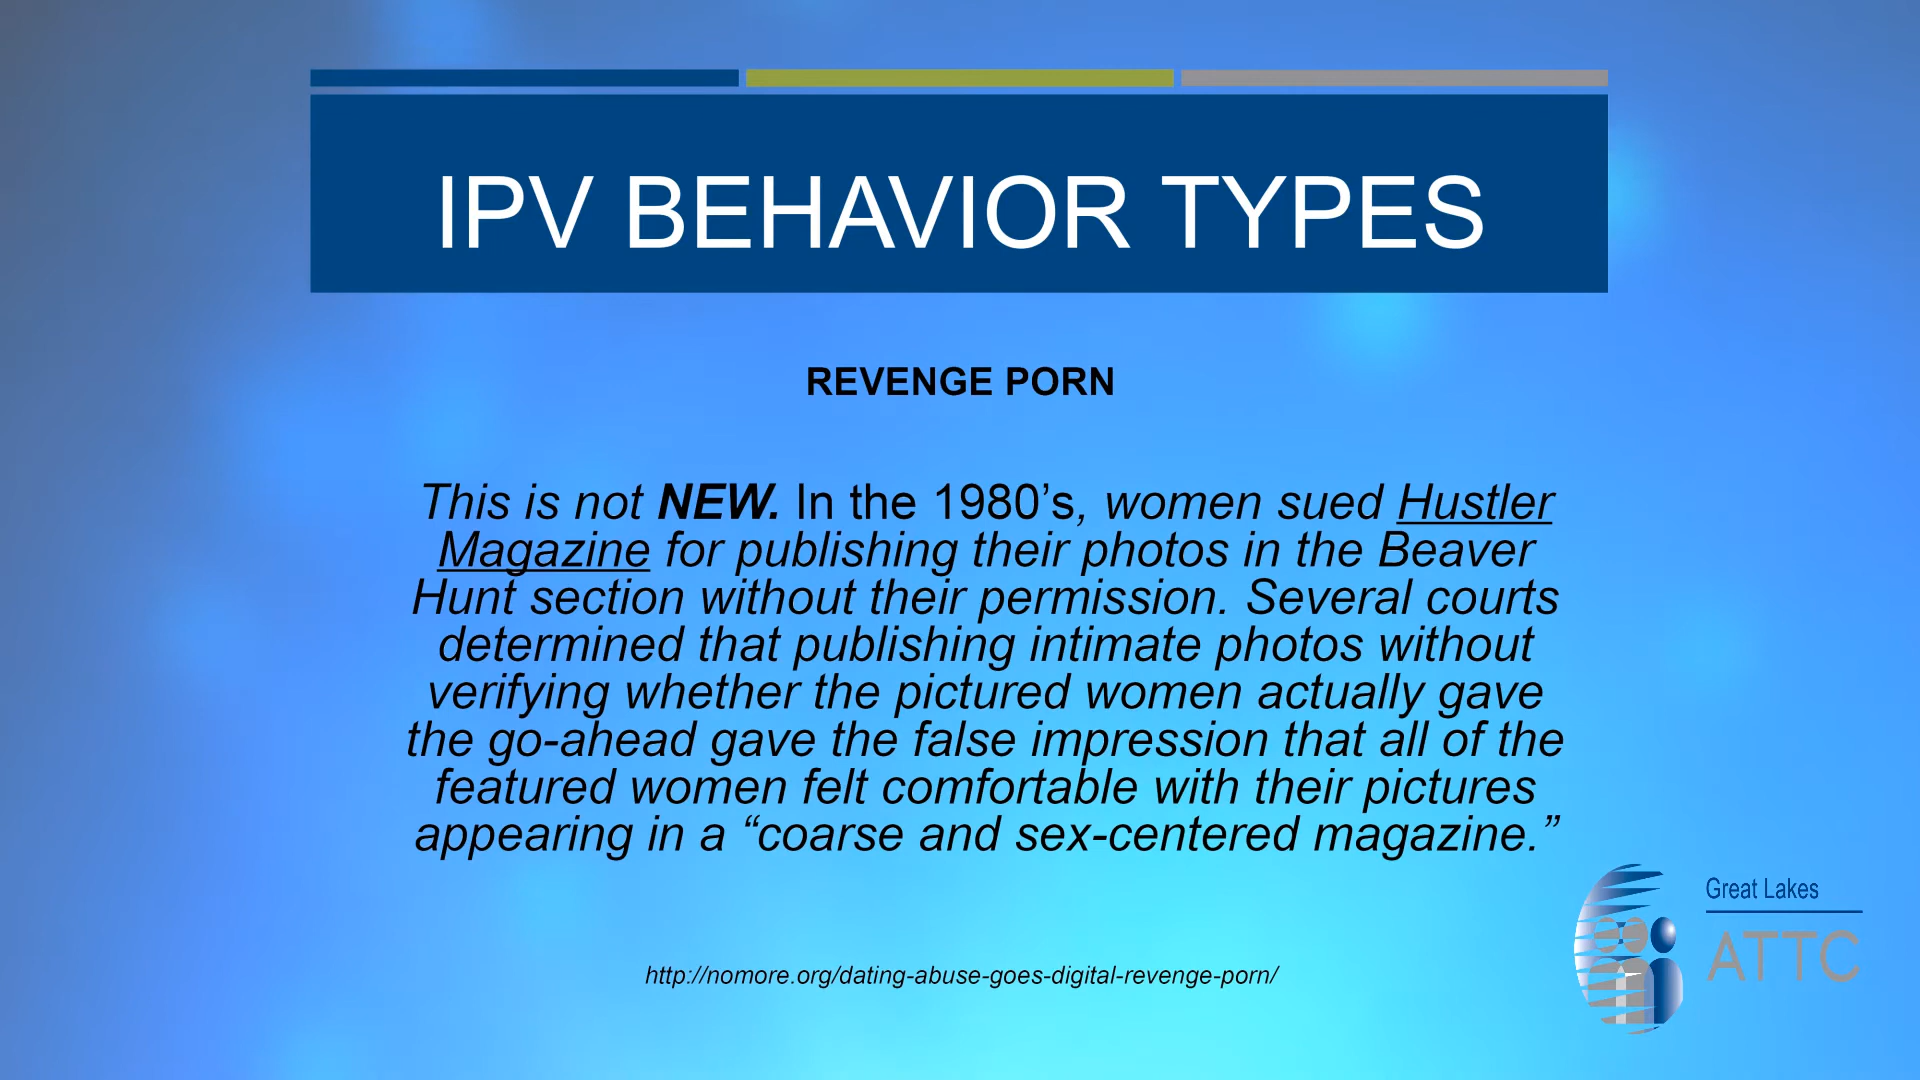 IPV BEHAVIOR TYPES
REVENGE PORN
This is not NEW. In the 1980’s, women sued Hustler
Magazine for publishing their photos in the Beaver
Hunt section without their permission. Several courts
determined that publishing intimate photos without
verifying whether the pictured women actually gave
the go-ahead gave the false impression that all of the
featured women felt comfortable with their pictures
appearing in a “coarse and sex-centered magazine.”
Great Lakes
ATTC
http://nomore.org/dating-abuse-goes-digital-revenge-porn/